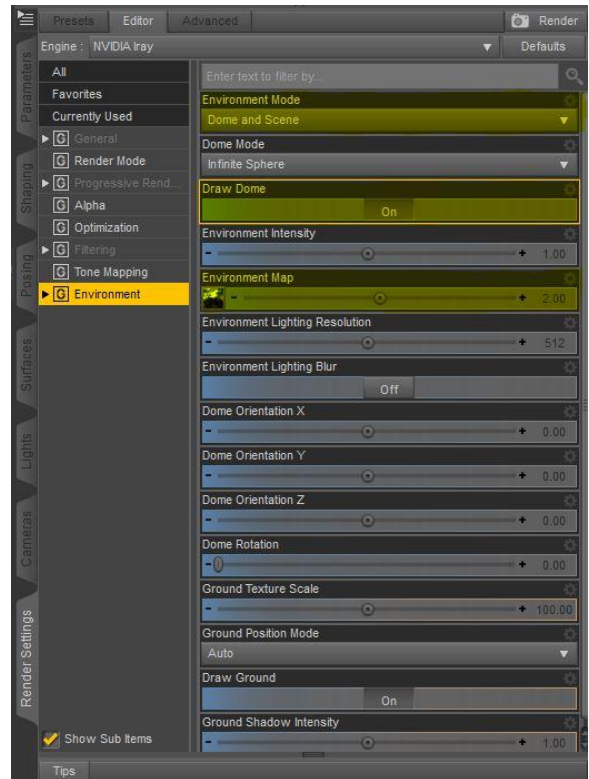 Presets Editor Advanced Render
Engine : NVIDIA Iray Defaults
Parameters
Shaping
Posing
Surfaces
Lights
Cameras
Render Settings
All
Favorites
Currently Used
G General
G Render Mode
G Progressive Rend...
G Alpha
G Optimization
G Filtering
G Tone Mapping
G Environment
Show Sub Items
Enter text to filter by...
Environment Mode
Dome and Scene
Dome Mode
Infinite Sphere
Draw Dome
On
Environment Intensity
- + 1.00
Environment Map
- + 2.00
Environment Lighting Resolution
- + 512
Environment Lighting Blur
Off
Dome Orientation X
- + 0.00
Dome Orientation Y
- + 0.00
Dome Orientation Z
- + 0.00
Dome Rotation
- + 0.00
Ground Texture Scale
- + 100.00
Ground Position Mode
Auto
Draw Ground
On
Ground Shadow Intensity
- + 1.00
Tips